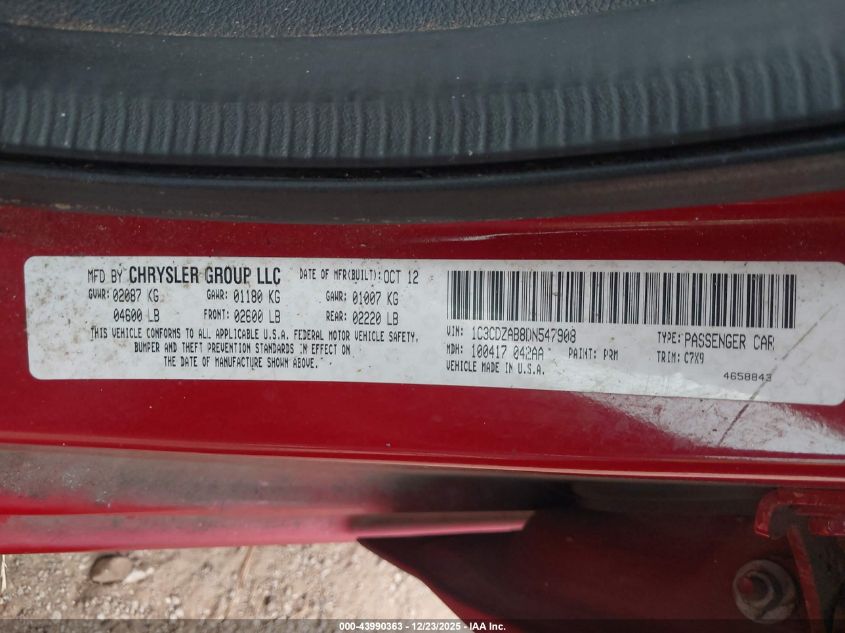 MFD BY CHRYSLER GROUP LLC DATE OF MFR(BUILT): OCT 12
GVWR: 02087 KG GAWR: 01180 KG GAWR: 01007 KG
04600 LB FRONT: 02600 LB REAR: 02220 LB
THIS VEHICLE CONFORMS TO ALL APPLICABLE U.S.A. FEDERAL MOTOR VEHICLE SAFETY,
BUMPER AND THEFT PREVENTION STANDARDS IN EFFECT ON
THE DATE OF MANUFACTURE SHOWN ABOVE.
VIN: 1C3CDZAB8DN547908 TYPE: PASSENGER CAR
MDH: 100417 042AA PAINT: PRM TRIM: C7X9
VEHICLE MADE IN U.S.A. 4658843
000-43990363 - 12/23/2025 - IAA Inc.